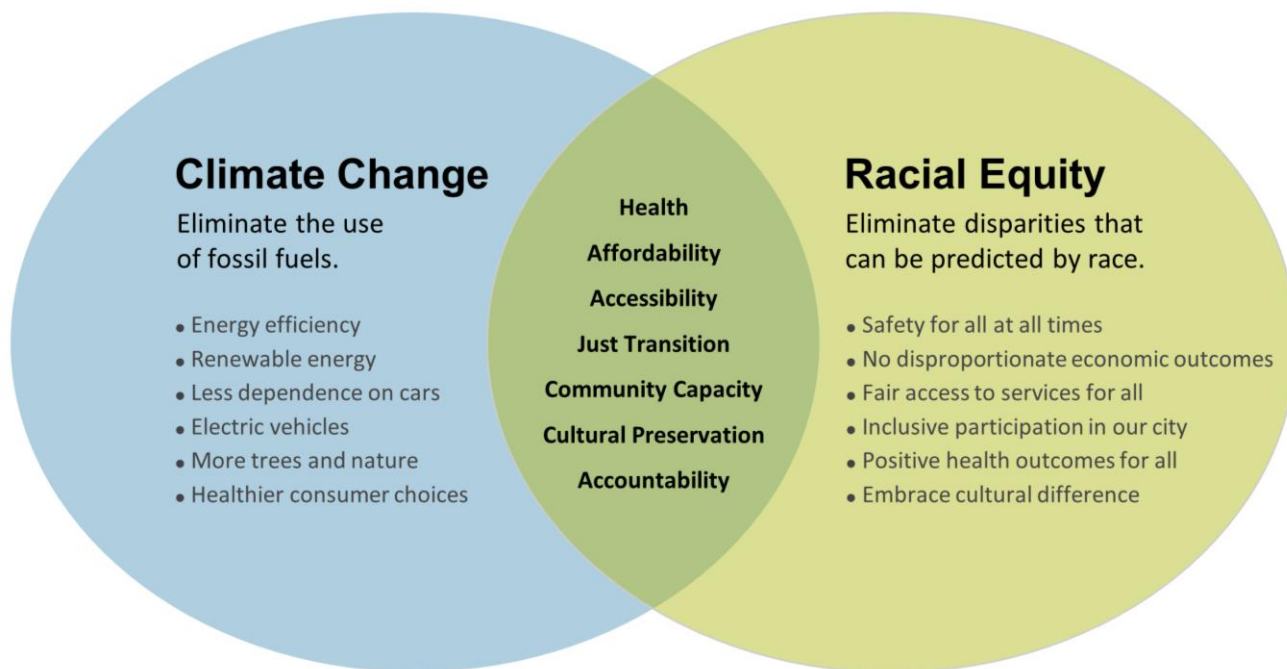 Climate Change
Eliminate the use
of fossil fuels.
• Energy efficiency
• Renewable energy
• Less dependence on cars
• Electric vehicles
• More trees and nature
• Healthier consumer choices
Health
Affordability
Accessibility
Just Transition
Community Capacity
Cultural Preservation
Accountability
Racial Equity
Eliminate disparities that
can be predicted by race.
• Safety for all at all times
• No disproportionate economic outcomes
• Fair access to services for all
• Inclusive participation in our city
• Positive health outcomes for all
• Embrace cultural difference